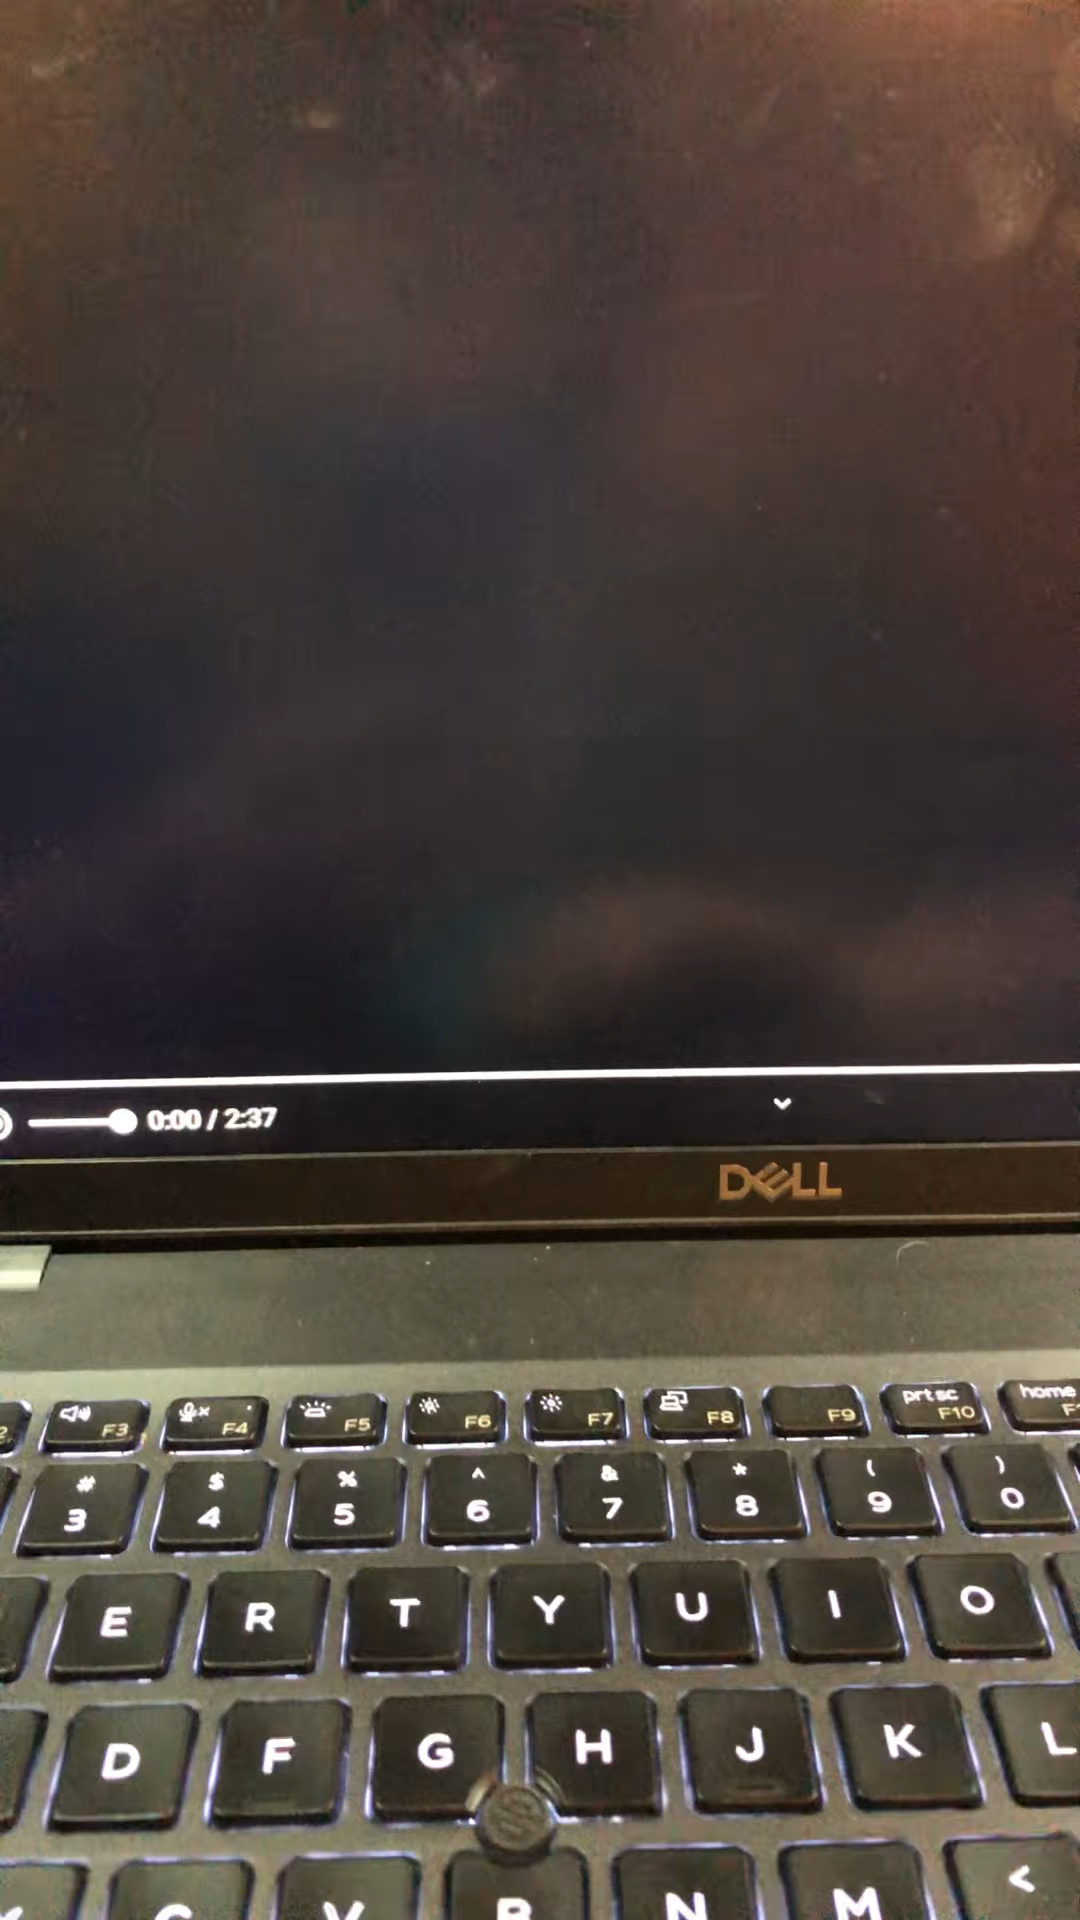 0:00 / 2:37
DELL
F3 F4 F5 F6 F7 F8 F9 prt sc F10 home
# 3 $ 4 % 5 ^ 6 & 7 * 8 ( 9 ) 0
E R T Y U I O
D F G H J K L
C V B N M <